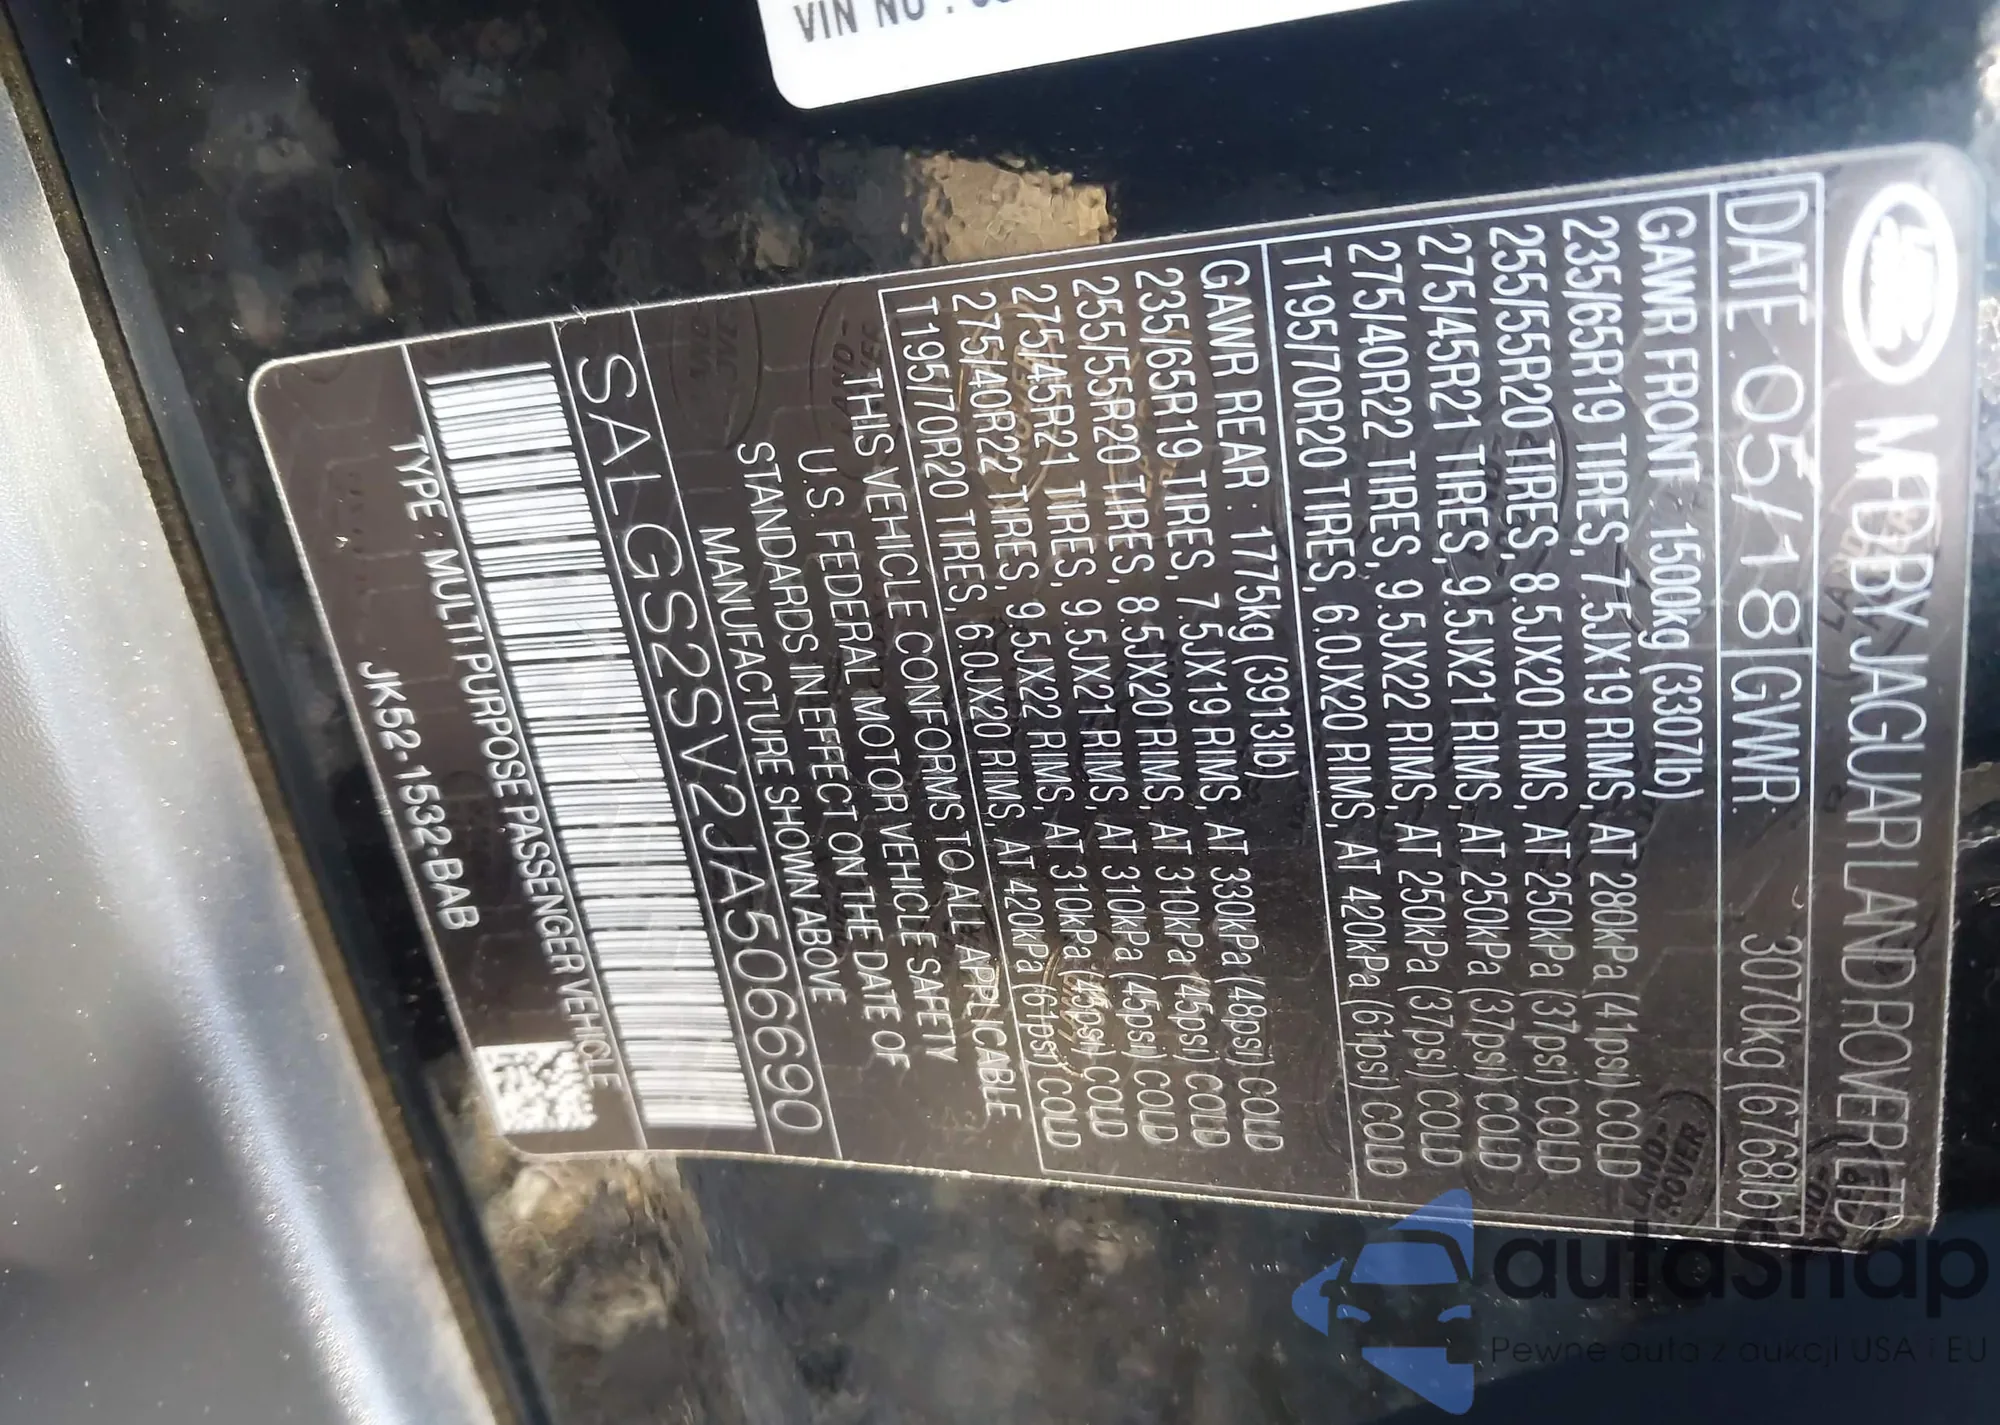 VIN NO :
LAND ROVER
MFD BY JAGUAR LAND ROVER LTD
DATE 05/18 GWWR: 3070kg (6768lb)
GAWR FRONT : 1500kg (3307lb)
235/65R19 TIRES, 7.5JX19 RIMS, AT 280kPa (41psi) COLD
255/55R20 TIRES, 8.5JX20 RIMS, AT 250kPa (37psi) COLD
275/45R21 TIRES, 9.5JX21 RIMS, AT 250kPa (37psi) COLD
275/40R22 TIRES, 9.5JX22 RIMS, AT 250kPa (37psi) COLD
T195/70R20 TIRES, 6.0JX20 RIMS, AT 420kPa (61psi) COLD
GAWR REAR : 1775kg (3913lb)
235/65R19 TIRES, 7.5JX19 RIMS, AT 330kPa (48psi) COLD
255/55R20 TIRES, 8.5JX20 RIMS, AT 310kPa (45psi) COLD
275/45R21 TIRES, 9.5JX21 RIMS, AT 310kPa (45psi) COLD
275/40R22 TIRES, 9.5JX22 RIMS, AT 310kPa (45psi) COLD
T195/70R20 TIRES, 6.0JX20 RIMS, AT 420kPa (61psi) COLD
THIS VEHICLE CONFORMS TO ALL APPLICABLE
U.S. FEDERAL MOTOR VEHICLE SAFETY
STANDARDS IN EFFECT ON THE DATE OF
MANUFACTURE SHOWN ABOVE
SALGS2SV2JA506690
TYPE : MULTI PURPOSE PASSENGER VEHICLE
JK52-1532-BAB
autaSnap
Pewne auta z aukcji USA i EU